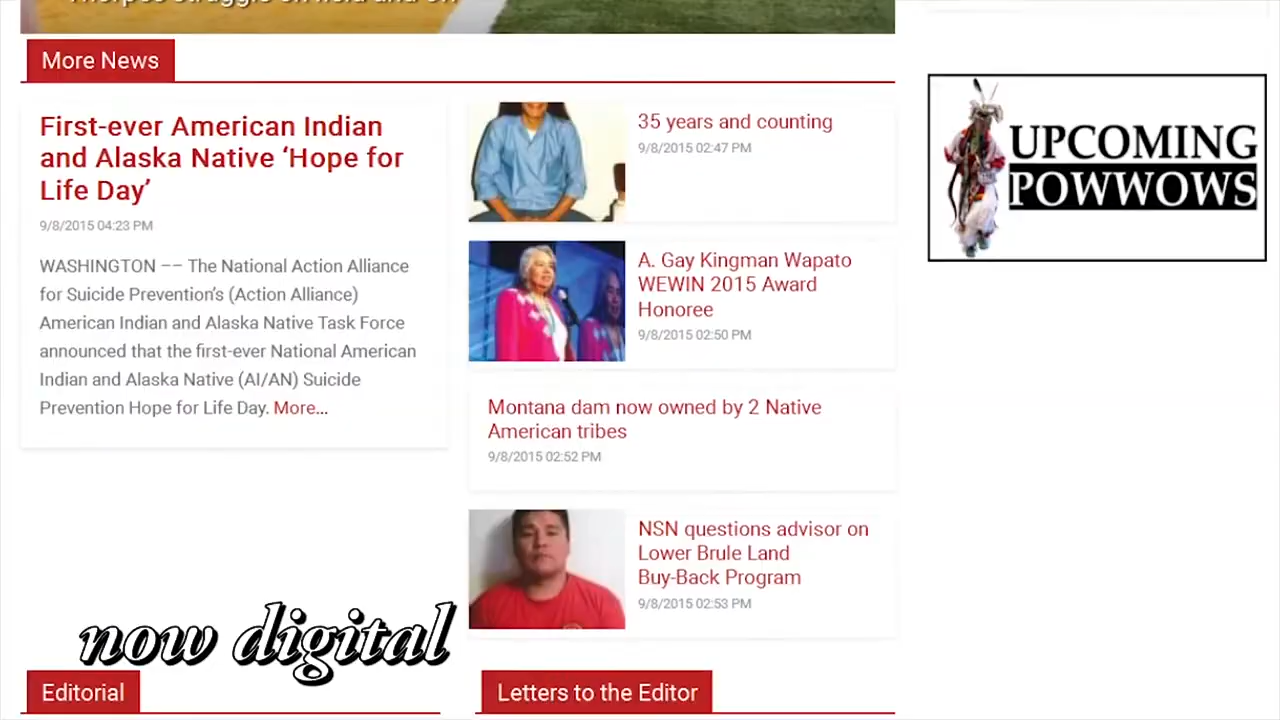 More News
First-ever American Indian
and Alaska Native ‘Hope for
Life Day’
9/8/2015 04:23 PM
WASHINGTON –– The National Action Alliance
for Suicide Prevention’s (Action Alliance)
American Indian and Alaska Native Task Force
announced that the first-ever National American
Indian and Alaska Native (AI/AN) Suicide
Prevention Hope for Life Day. More...
35 years and counting
9/8/2015 02:47 PM
A. Gay Kingman Wapato
WEWIN 2015 Award
Honoree
9/8/2015 02:50 PM
Montana dam now owned by 2 Native
American tribes
9/8/2015 02:52 PM
NSN questions advisor on
Lower Brule Land
Buy-Back Program
9/8/2015 02:53 PM
UPCOMING
POWWOWS
now digital
Editorial
Letters to the Editor